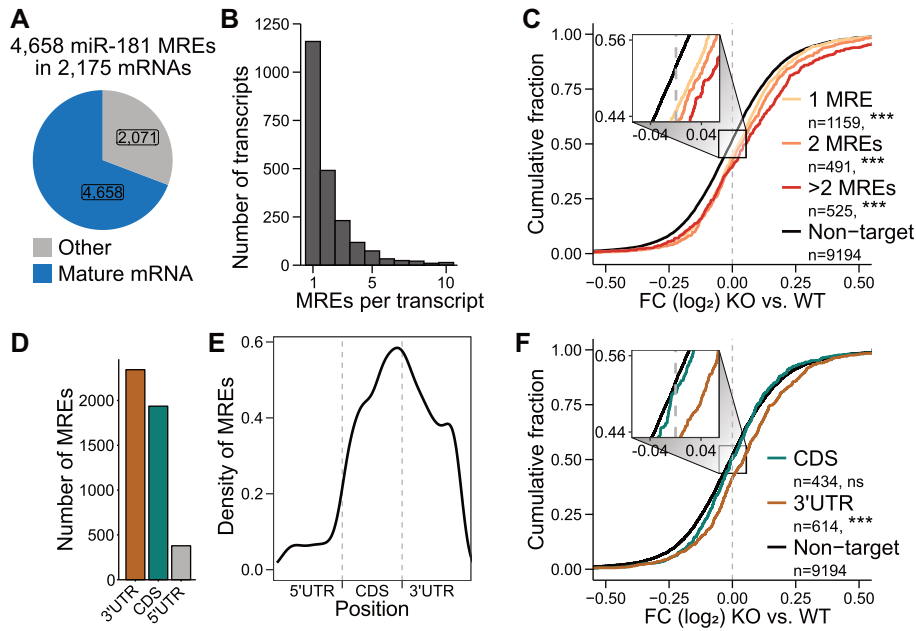 A
4,658 miR-181 MREs
in 2,175 mRNAs
2,071
4,658
Other
Mature mRNA
B
Number of transcripts
1250
1000
750
500
250
0
1
5
10
MREs per transcript
C
Cumulative fraction
1.00
0.75
0.50
0.25
0.00
0.56
0.44
-0.04
0.04
1 MRE
n=1159, ***
2 MREs
n=491, ***
>2 MREs
n=525, ***
Non-target
n=9194
−0.50
−0.25
0.00
0.25
0.50
FC (log₂) KO vs. WT
D
Number of MREs
2000
1500
1000
500
0
3'UTR
CDS
5'UTR
E
Density of MREs
0.6
0.4
0.2
0.0
5'UTR
CDS
3'UTR
Position
F
Cumulative fraction
1.00
0.75
0.50
0.25
0.00
0.56
0.44
-0.04
0.04
CDS
n=434, ns
3'UTR
n=614, ***
Non-target
n=9194
−0.50
−0.25
0.00
0.25
0.50
FC (log₂) KO vs. WT